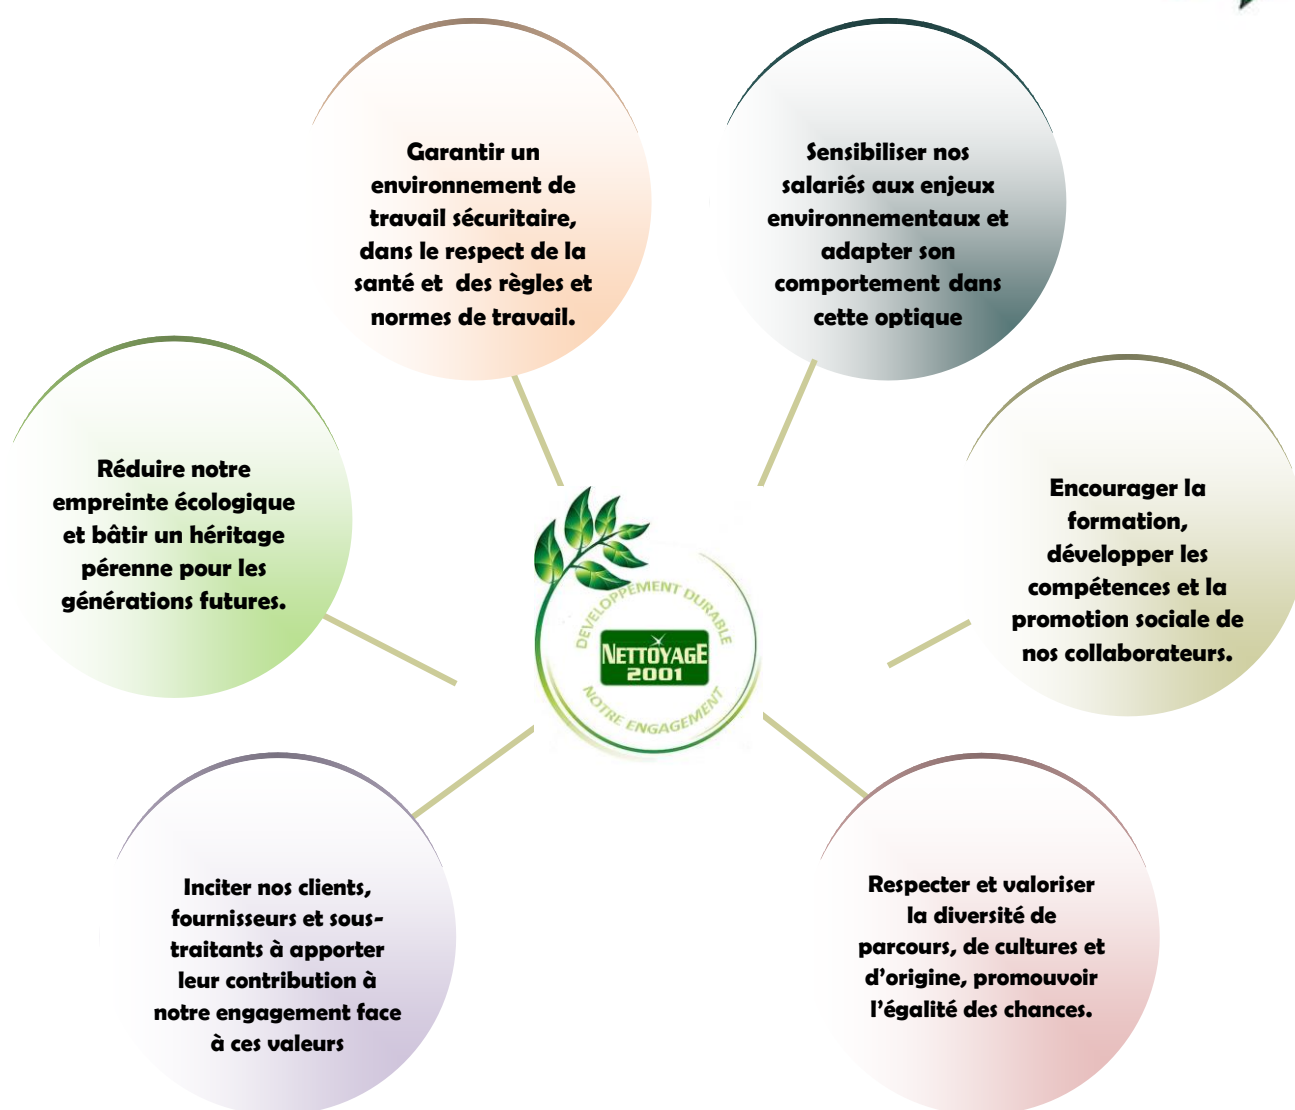 Garantir un
environnement de
travail sécuritaire,
dans le respect de la
santé et des règles et
normes de travail.
Sensibiliser nos
salariés aux enjeux
environnementaux et
adapter son
comportement dans
cette optique
Réduire notre
empreinte écologique
et bâtir un héritage
pérenne pour les
générations futures.
Encourager la
formation,
développer les
compétences et la
promotion sociale de
nos collaborateurs.
DEVELOPPEMENT DURABLE
NETTOYAGE
2001
NOTRE ENGAGEMENT
Inciter nos clients,
fournisseurs et sous-
traitants à apporter
leur contribution à
notre engagement face
à ces valeurs
Respecter et valoriser
la diversité de
parcours, de cultures et
d’origine, promouvoir
l’égalité des chances.